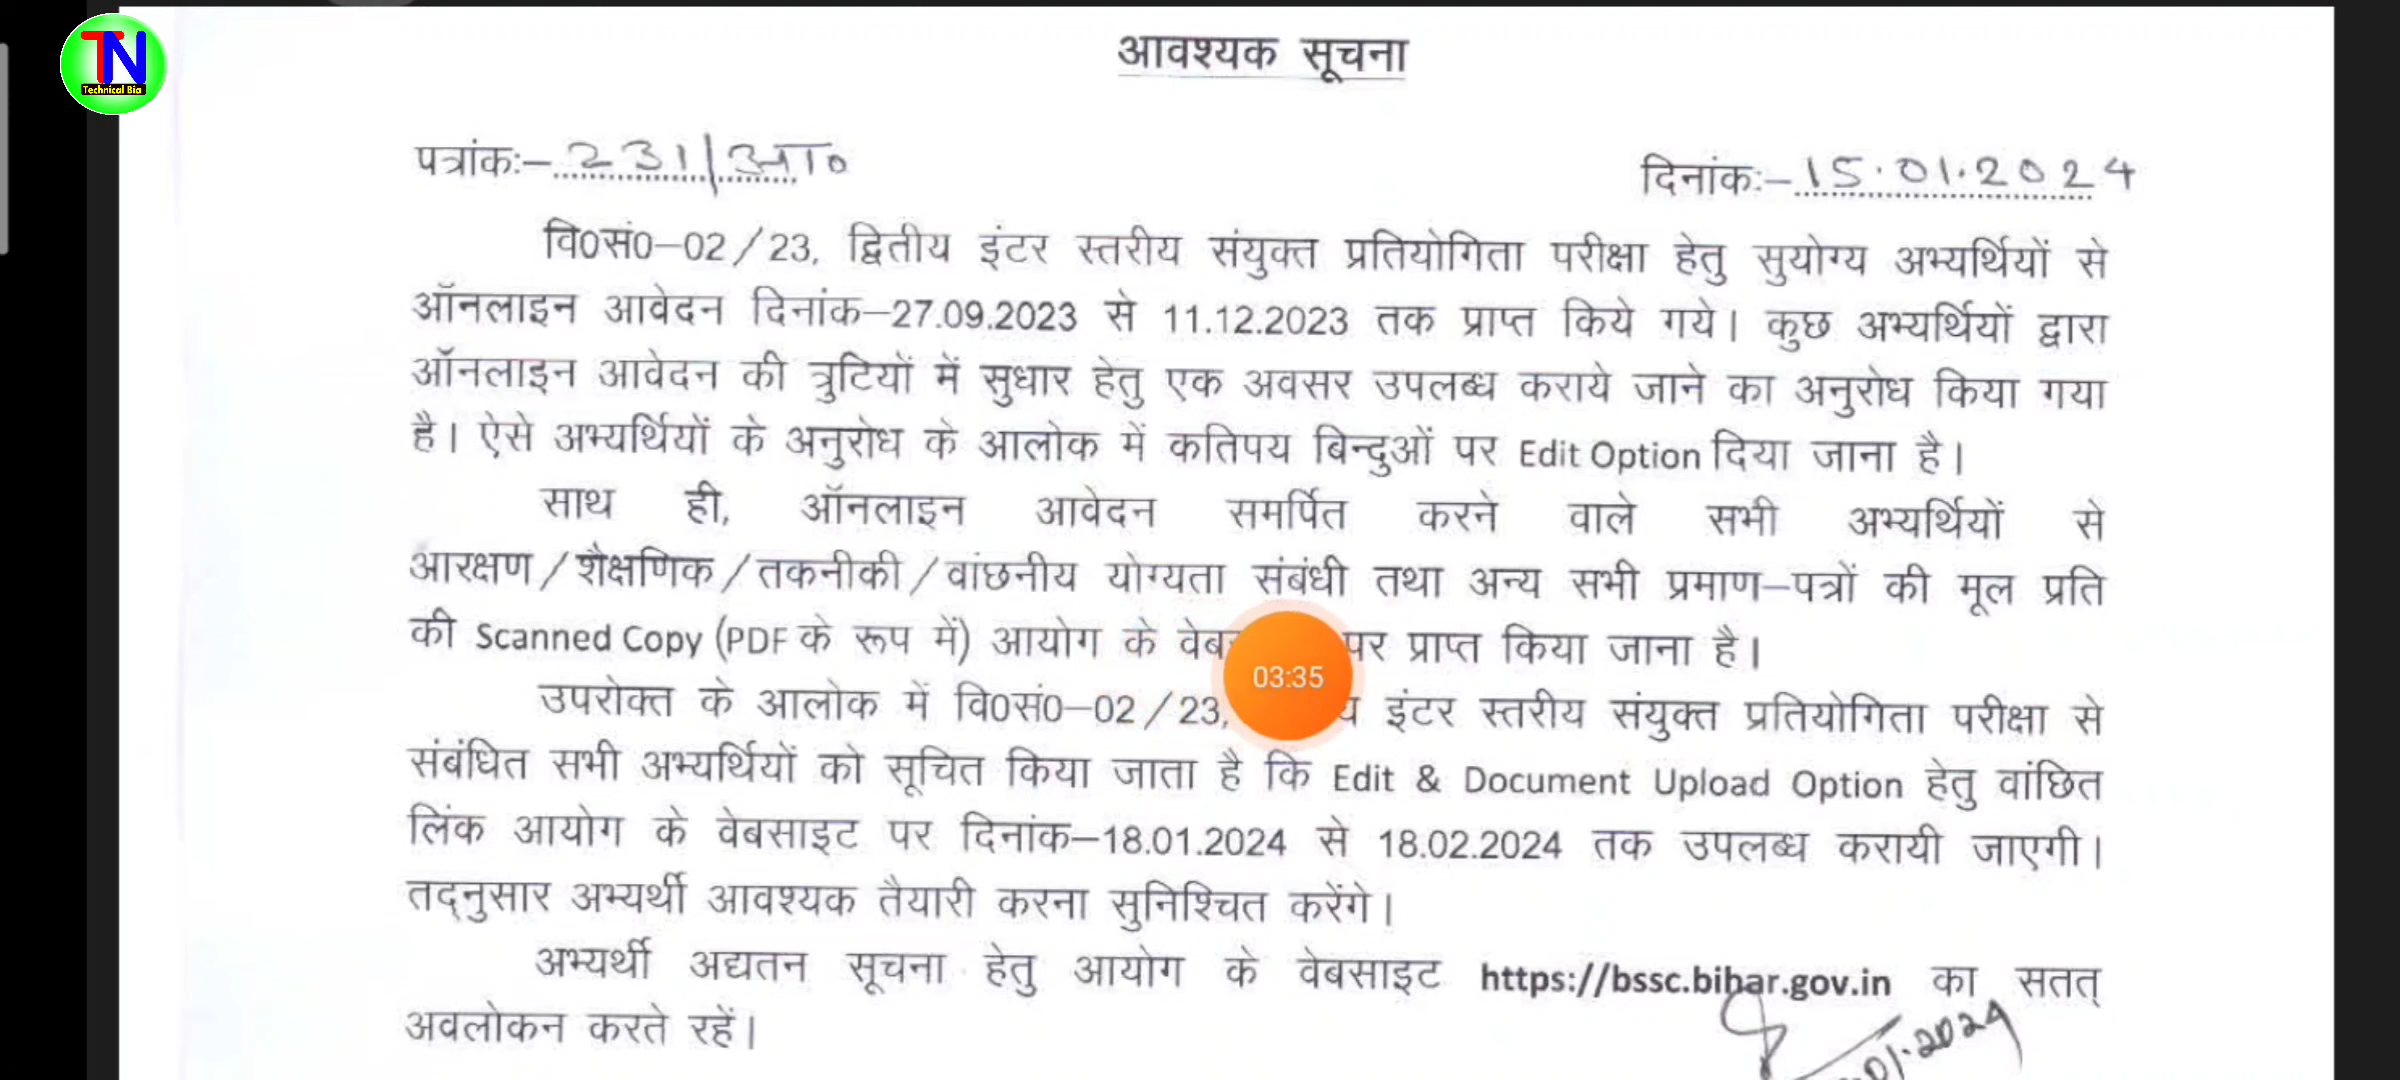 TN
Technical Bia
आवश्यक सूचना
पत्रांकः– 231/आ0
दिनांकः– 15.01.2024
वि0सं0–02/23, द्वितीय इंटर स्तरीय संयुक्त प्रतियोगिता परीक्षा हेतु सुयोग्य अभ्यर्थियों से
ऑनलाइन आवेदन दिनांक–27.09.2023 से 11.12.2023 तक प्राप्त किये गये। कुछ अभ्यर्थियों द्वारा
ऑनलाइन आवेदन की त्रुटियों में सुधार हेतु एक अवसर उपलब्ध कराये जाने का अनुरोध किया गया
है। ऐसे अभ्यर्थियों के अनुरोध के आलोक में कतिपय बिन्दुओं पर Edit Option दिया जाना है।
साथ ही, ऑनलाइन आवेदन समर्पित करने वाले सभी अभ्यर्थियों से
आरक्षण/शैक्षणिक/तकनीकी/वांछनीय योग्यता संबंधी तथा अन्य सभी प्रमाण–पत्रों की मूल प्रति
की Scanned Copy (PDF के रूप में) आयोग के पर प्राप्त किया जाना है।
03:35
उपरोक्त के आलोक में वि0सं0–02/23, इंटर स्तरीय संयुक्त प्रतियोगिता परीक्षा से
संबंधित सभी अभ्यर्थियों को सूचित किया जाता है कि Edit & Document Upload Option हेतु वांछित
लिंक आयोग के वेबसाइट पर दिनांक–18.01.2024 से 18.02.2024 तक उपलब्ध करायी जाएगी।
तद्नुसार अभ्यर्थी आवश्यक तैयारी करना सुनिश्चित करेंगे।
अभ्यर्थी अद्यतन सूचना हेतु आयोग के वेबसाइट https://bssc.bihar.gov.in का सतत्
अवलोकन करते रहें।
01.2024